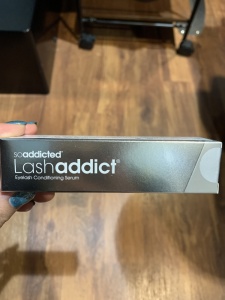 soaddicted®
Lashaddict®
Eyelash Conditioning Serum